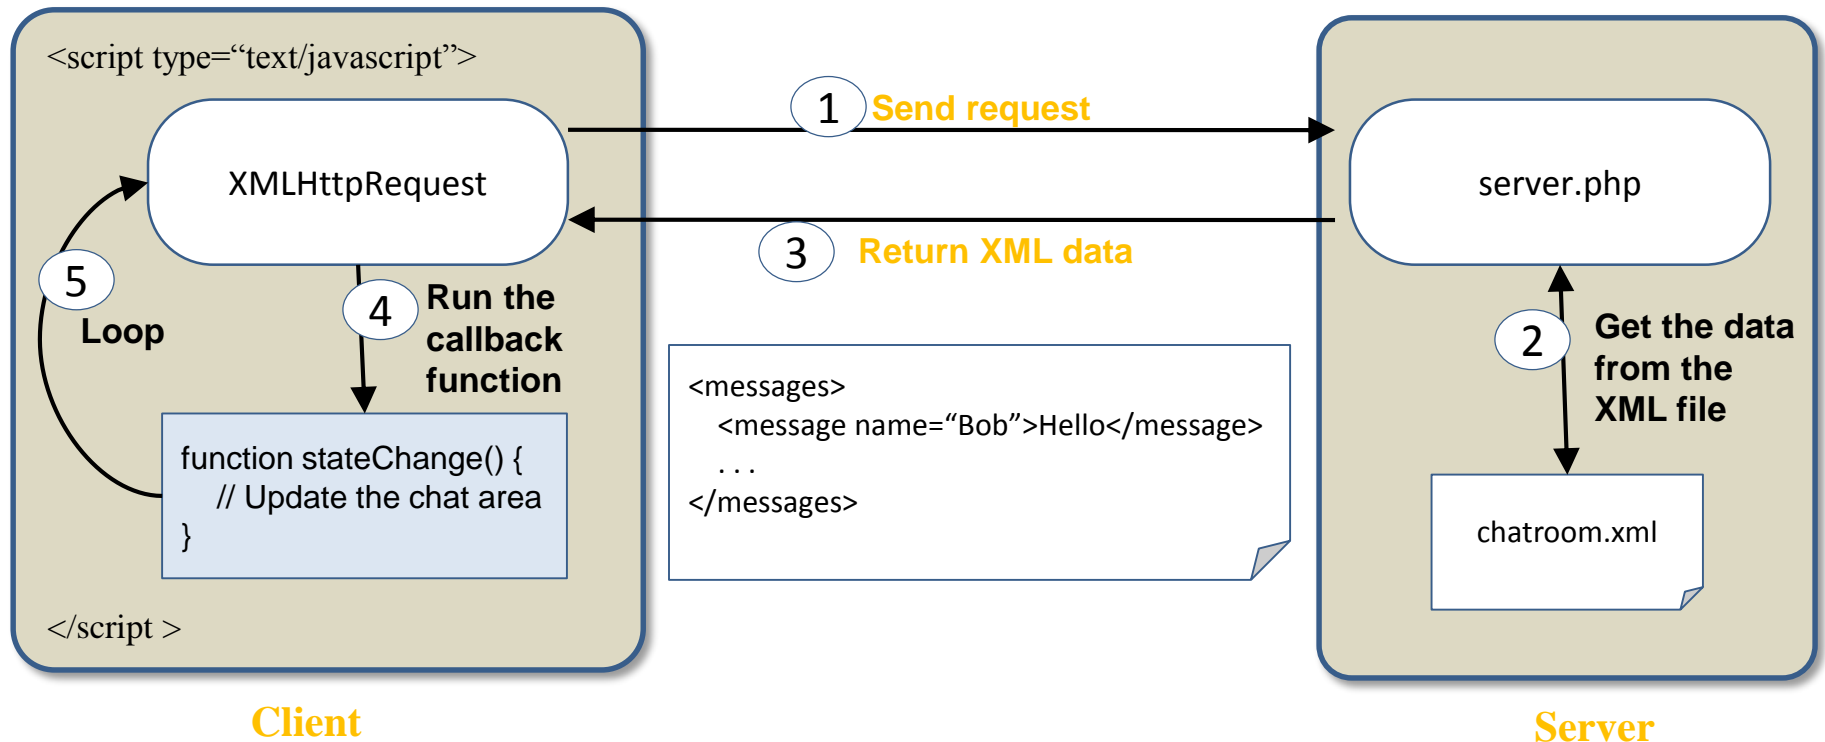 <script type=“text/javascript”>
XMLHttpRequest
1
Send request
server.php
3
Return XML data
5
Loop
4
Run the
callback
function
2
Get the data
from the
XML file
<messages>
<message name=“Bob”>Hello</message>
. . .
</messages>
function stateChange() {
// Update the chat area
}
chatroom.xml
</script >
Client
Server